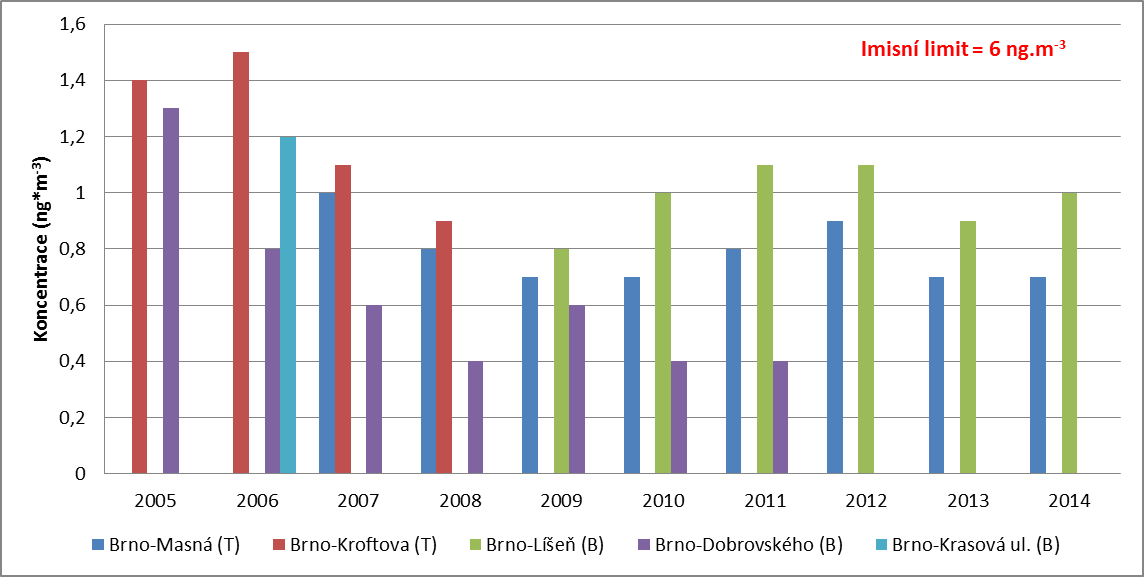 Koncentrace (ng*m-3)
1,6
1,4
1,2
1
0,8
0,6
0,4
0,2
0
Imisní limit = 6 ng.m-3
2005 2006 2007 2008 2009 2010 2011 2012 2013 2014
Brno-Masná (T) Brno-Kroftova (T) Brno-Líšeň (B) Brno-Dobrovského (B) Brno-Krasová ul. (B)